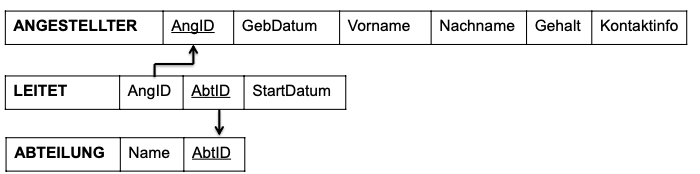 ANGESTELLTER AngID GebDatum Vorname Nachname Gehalt Kontaktinfo
LEITET AngID AbtID StartDatum
ABTEILUNG Name AbtID